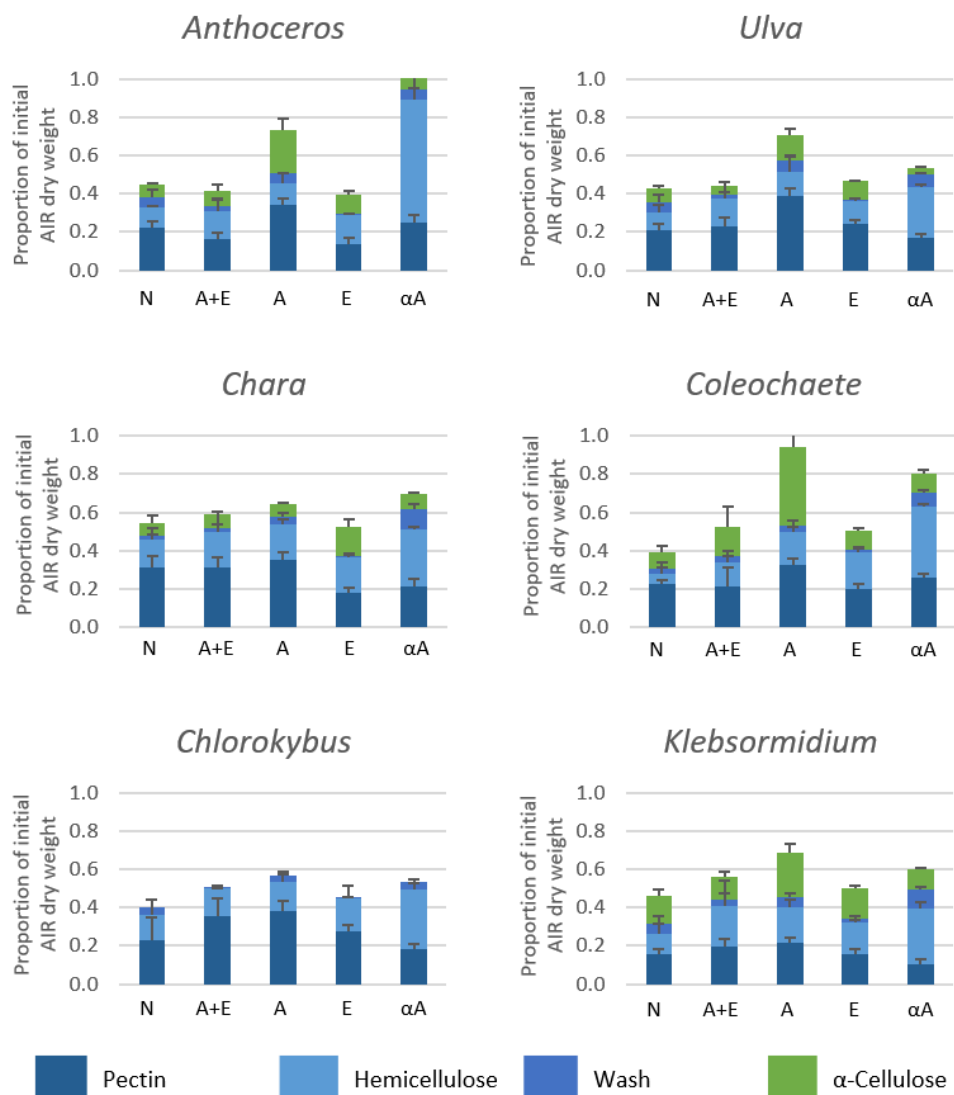 Anthoceros
Proportion of initial
AIR dry weight
1.0
0.8
0.6
0.4
0.2
0.0
N A+E A E αA
Ulva
Proportion of initial
AIR dry weight
1.0
0.8
0.6
0.4
0.2
0.0
N A+E A E αA
Chara
Proportion of initial
AIR dry weight
1.0
0.8
0.6
0.4
0.2
0.0
N A+E A E αA
Coleochaete
Proportion of initial
AIR dry weight
1.0
0.8
0.6
0.4
0.2
0.0
N A+E A E αA
Chlorokybus
Proportion of initial
AIR dry weight
1.0
0.8
0.6
0.4
0.2
0.0
N A+E A E αA
Klebsormidium
Proportion of initial
AIR dry weight
1.0
0.8
0.6
0.4
0.2
0.0
N A+E A E αA
Pectin Hemicellulose Wash α-Cellulose